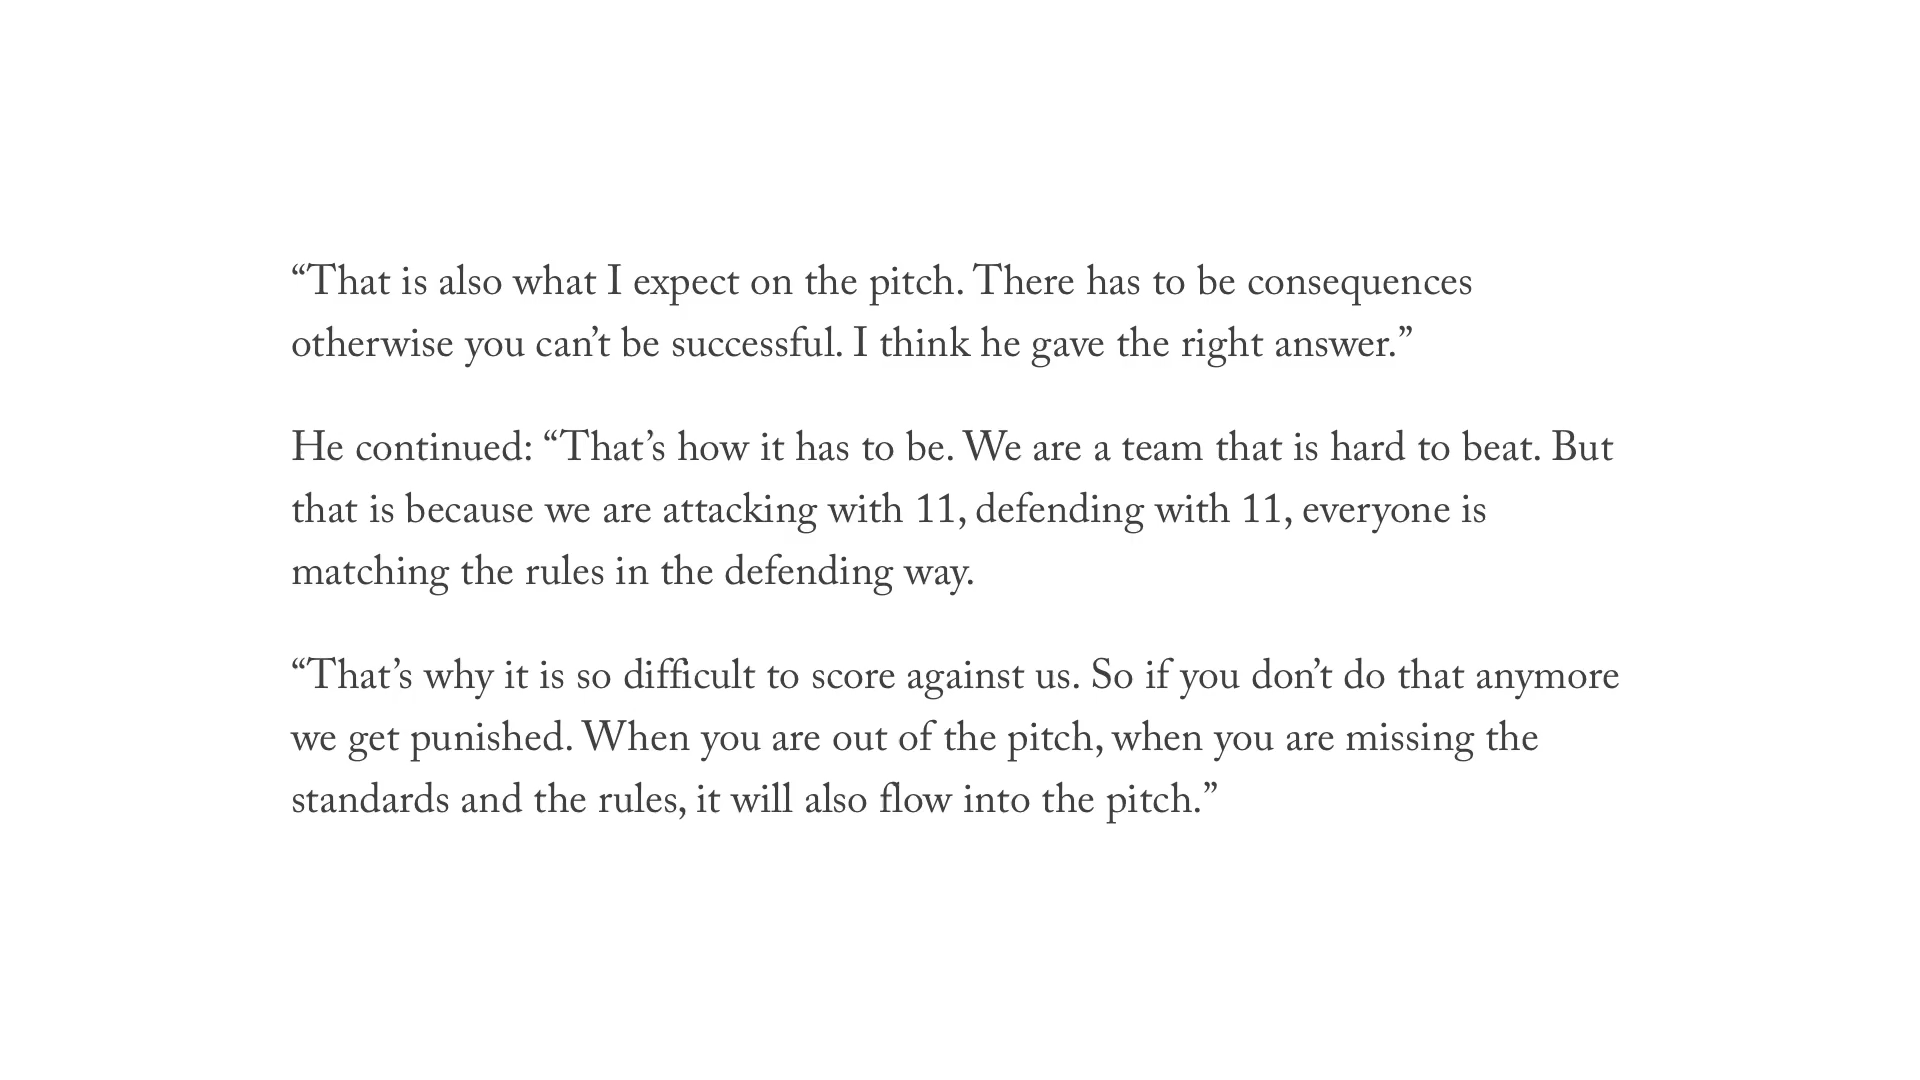 “That is also what I expect on the pitch. There has to be consequences
otherwise you can’t be successful. I think he gave the right answer.”
He continued: “That’s how it has to be. We are a team that is hard to beat. But
that is because we are attacking with 11, defending with 11, everyone is
matching the rules in the defending way.
“That’s why it is so difficult to score against us. So if you don’t do that anymore
we get punished. When you are out of the pitch, when you are missing the
standards and the rules, it will also flow into the pitch.”